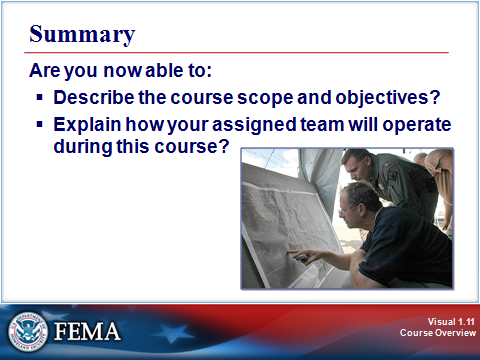 Summary
Are you now able to:
▪ Describe the course scope and objectives?
▪ Explain how your assigned team will operate
during this course?
FEMA
Visual 1.11
Course Overview